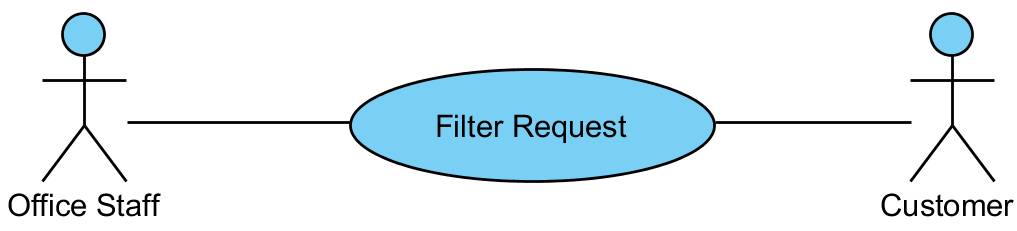 Filter Request
Office Staff
Customer